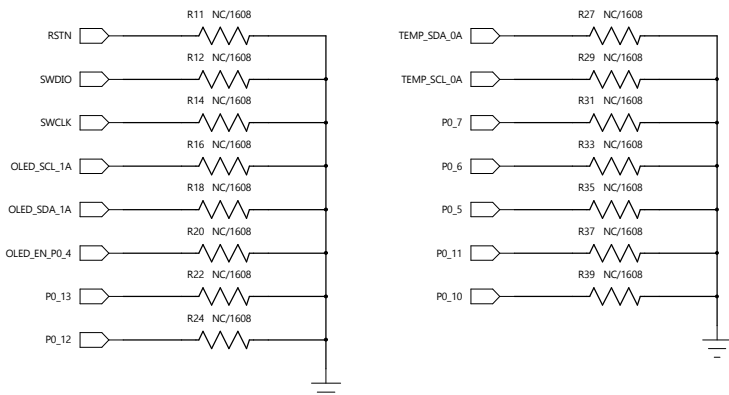 R11 NC/1608
RSTN
R12 NC/1608
SWDIO
R14 NC/1608
SWCLK
R16 NC/1608
OLED_SCL_1A
R18 NC/1608
OLED_SDA_1A
R20 NC/1608
OLED_EN_P0_4
R22 NC/1608
P0_13
R24 NC/1608
P0_12
R27 NC/1608
TEMP_SDA_0A
R29 NC/1608
TEMP_SCL_0A
R31 NC/1608
P0_7
R33 NC/1608
P0_6
R35 NC/1608
P0_5
R37 NC/1608
P0_11
R39 NC/1608
P0_10